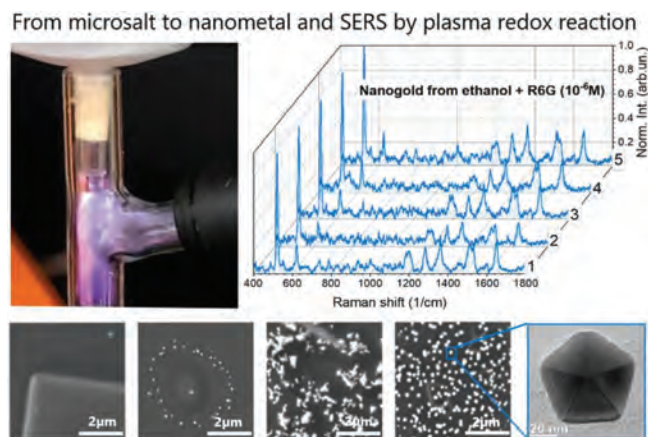 From microsalt to nanometal and SERS by plasma redox reaction
Nanogold from ethanol + R6G (10⁻⁶M)
1.0
0.8
0.6
0.4
0.2
Norm. Int. (arb.un.)
5
4
3
2
1
400 600 800 1000 1200 1400 1600 1800
Raman shift (1/cm)
2μm
2μm
2μm
2μm
20 nm